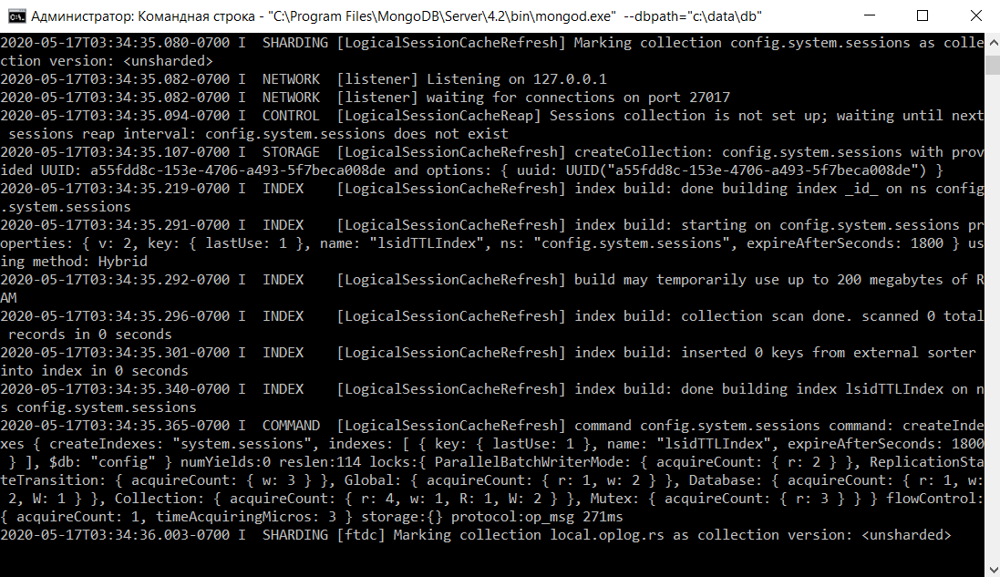 Администратор: Командная строка - "C:\Program Files\MongoDB\Server\4.2\bin\mongod.exe"  --dbpath="c:\data\db"
2020-05-17T03:34:35.080-0700 I  SHARDING [LogicalSessionCacheRefresh] Marking collection config.system.sessions as colle
ction version: <unsharded>
2020-05-17T03:34:35.082-0700 I  NETWORK  [listener] Listening on 127.0.0.1
2020-05-17T03:34:35.082-0700 I  NETWORK  [listener] waiting for connections on port 27017
2020-05-17T03:34:35.094-0700 I  CONTROL  [LogicalSessionCacheReap] Sessions collection is not set up; waiting until next
 sessions reap interval: config.system.sessions does not exist
2020-05-17T03:34:35.107-0700 I  STORAGE  [LogicalSessionCacheRefresh] createCollection: config.system.sessions with prov
ided UUID: a55fdd8c-153e-4706-a493-5f7beca008de and options: { uuid: UUID("a55fdd8c-153e-4706-a493-5f7beca008de") }
2020-05-17T03:34:35.219-0700 I  INDEX    [LogicalSessionCacheRefresh] index build: done building index _id_ on ns config
.system.sessions
2020-05-17T03:34:35.291-0700 I  INDEX    [LogicalSessionCacheRefresh] index build: starting on config.system.sessions pr
operties: { v: 2, key: { lastUse: 1 }, name: "lsidTTLIndex", ns: "config.system.sessions", expireAfterSeconds: 1800 } us
ing method: Hybrid
2020-05-17T03:34:35.292-0700 I  INDEX    [LogicalSessionCacheRefresh] build may temporarily use up to 200 megabytes of R
AM
2020-05-17T03:34:35.296-0700 I  INDEX    [LogicalSessionCacheRefresh] index build: collection scan done. scanned 0 total
 records in 0 seconds
2020-05-17T03:34:35.301-0700 I  INDEX    [LogicalSessionCacheRefresh] index build: inserted 0 keys from external sorter
into index in 0 seconds
2020-05-17T03:34:35.340-0700 I  INDEX    [LogicalSessionCacheRefresh] index build: done building index lsidTTLIndex on n
s config.system.sessions
2020-05-17T03:34:35.365-0700 I  COMMAND  [LogicalSessionCacheRefresh] command config.system.sessions command: createInde
xes { createIndexes: "system.sessions", indexes: [ { key: { lastUse: 1 }, name: "lsidTTLIndex", expireAfterSeconds: 1800
 } ], $db: "config" } numYields:0 reslen:114 locks:{ ParallelBatchWriterMode: { acquireCount: { r: 2 } }, ReplicationSta
teTransition: { acquireCount: { w: 3 } }, Global: { acquireCount: { r: 1, w: 2 } }, Database: { acquireCount: { r: 1, w:
 2, W: 1 } }, Collection: { acquireCount: { r: 4, w: 1, R: 1, W: 2 } }, Mutex: { acquireCount: { r: 3 } } } flowControl:
{ acquireCount: 1, timeAcquiringMicros: 3 } storage:{} protocol:op_msg 271ms
2020-05-17T03:34:36.003-0700 I  SHARDING [ftdc] Marking collection local.oplog.rs as collection version: <unsharded>